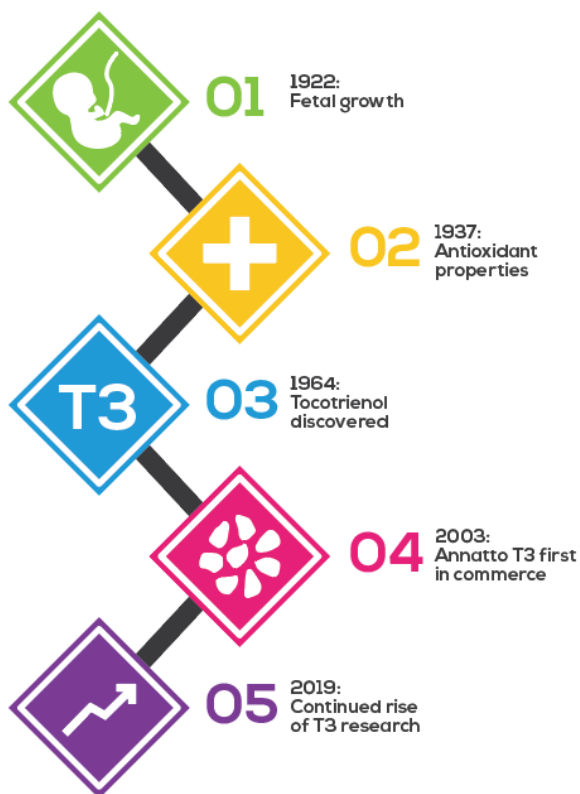 01
1922:
Fetal growth
02
1937:
Antioxidant
properties
T3
03
1964:
Tocotrienol
discovered
04
2003:
Annatto T3 first
in commerce
05
2019:
Continued rise
of T3 research